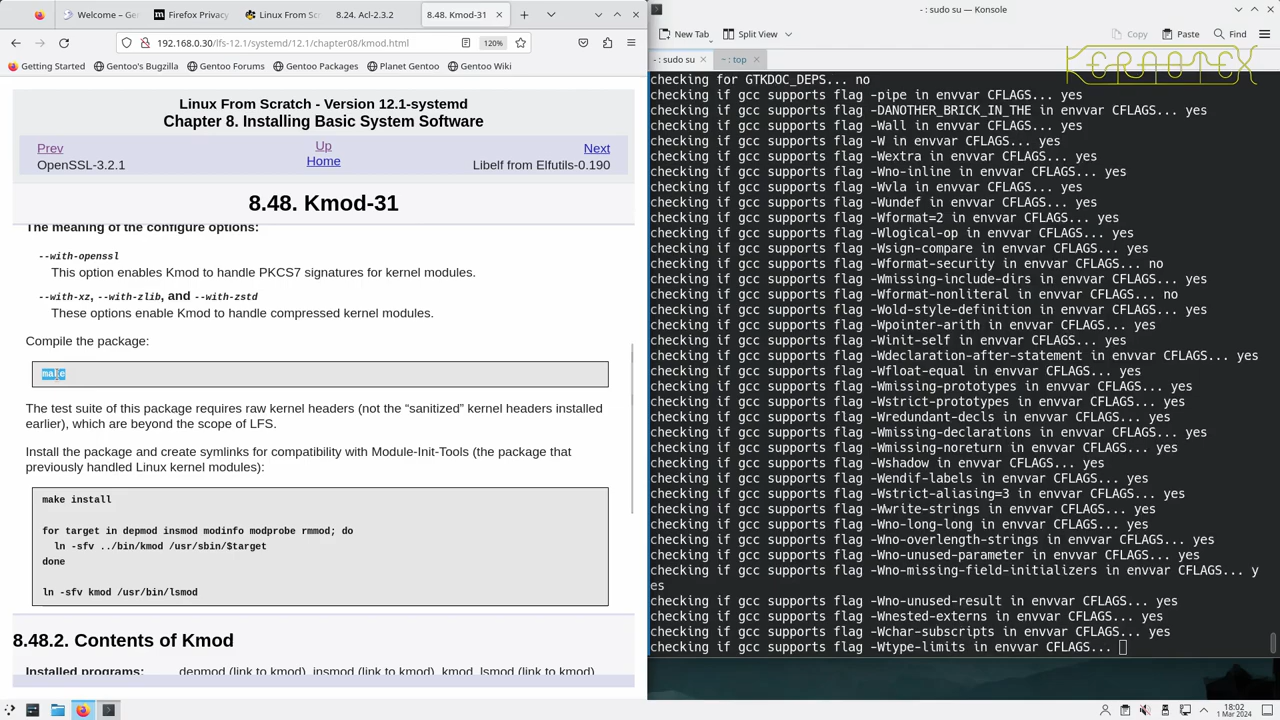 Welcome – Ge
Firefox Privacy
Linux From Scr
8.24. Acl-2.3.2
8.48. Kmod-31
192.168.0.30/lfs-12.1/systemd/12.1/chapter08/kmod.html
120%
Getting Started
Gentoo's Bugzilla
Gentoo Forums
Gentoo Packages
Planet Gentoo
Gentoo Wiki
Linux From Scratch - Version 12.1-systemd
Chapter 8. Installing Basic System Software
Prev
Up
Next
OpenSSL-3.2.1
Home
Libelf from Elfutils-0.190
8.48. Kmod-31
The meaning of the configure options:
--with-openssl
This option enables Kmod to handle PKCS7 signatures for kernel modules.
--with-xz, --with-zlib, and --with-zstd
These options enable Kmod to handle compressed kernel modules.
Compile the package:
make
The test suite of this package requires raw kernel headers (not the “sanitized” kernel headers installed
earlier), which are beyond the scope of LFS.
Install the package and create symlinks for compatibility with Module-Init-Tools (the package that
previously handled Linux kernel modules):
make install
for target in depmod insmod modinfo modprobe rmmod; do
ln -sfv ../bin/kmod /usr/sbin/$target
done
ln -sfv kmod /usr/bin/lsmod
8.48.2. Contents of Kmod
Installed programs: depmod (link to kmod), insmod (link to kmod), kmod, lsmod (link to kmod),
- : sudo su — Konsole
New Tab
Split View
Copy
Paste
Find
- : sudo su
~ : top
KERNOTEX
checking for GTKDOC_DEPS... no
checking if gcc supports flag -pipe in envvar CFLAGS... yes
checking if gcc supports flag -DANOTHER_BRICK_IN_THE in envvar CFLAGS... yes
checking if gcc supports flag -Wall in envvar CFLAGS... yes
checking if gcc supports flag -W in envvar CFLAGS... yes
checking if gcc supports flag -Wextra in envvar CFLAGS... yes
checking if gcc supports flag -Wno-inline in envvar CFLAGS... yes
checking if gcc supports flag -Wvla in envvar CFLAGS... yes
checking if gcc supports flag -Wundef in envvar CFLAGS... yes
checking if gcc supports flag -Wformat=2 in envvar CFLAGS... yes
checking if gcc supports flag -Wlogical-op in envvar CFLAGS... yes
checking if gcc supports flag -Wsign-compare in envvar CFLAGS... yes
checking if gcc supports flag -Wformat-security in envvar CFLAGS... no
checking if gcc supports flag -Wmissing-include-dirs in envvar CFLAGS... yes
checking if gcc supports flag -Wformat-nonliteral in envvar CFLAGS... no
checking if gcc supports flag -Wold-style-definition in envvar CFLAGS... yes
checking if gcc supports flag -Wpointer-arith in envvar CFLAGS... yes
checking if gcc supports flag -Winit-self in envvar CFLAGS... yes
checking if gcc supports flag -Wdeclaration-after-statement in envvar CFLAGS... yes
checking if gcc supports flag -Wfloat-equal in envvar CFLAGS... yes
checking if gcc supports flag -Wmissing-prototypes in envvar CFLAGS... yes
checking if gcc supports flag -Wstrict-prototypes in envvar CFLAGS... yes
checking if gcc supports flag -Wredundant-decls in envvar CFLAGS... yes
checking if gcc supports flag -Wmissing-declarations in envvar CFLAGS... yes
checking if gcc supports flag -Wmissing-noreturn in envvar CFLAGS... yes
checking if gcc supports flag -Wshadow in envvar CFLAGS... yes
checking if gcc supports flag -Wendif-labels in envvar CFLAGS... yes
checking if gcc supports flag -Wstrict-aliasing=3 in envvar CFLAGS... yes
checking if gcc supports flag -Wwrite-strings in envvar CFLAGS... yes
checking if gcc supports flag -Wno-long-long in envvar CFLAGS... yes
checking if gcc supports flag -Wno-overlength-strings in envvar CFLAGS... yes
checking if gcc supports flag -Wno-unused-parameter in envvar CFLAGS... yes
checking if gcc supports flag -Wno-missing-field-initializers in envvar CFLAGS... y
es
checking if gcc supports flag -Wno-unused-result in envvar CFLAGS... yes
checking if gcc supports flag -Wnested-externs in envvar CFLAGS... yes
checking if gcc supports flag -Wchar-subscripts in envvar CFLAGS... yes
checking if gcc supports flag -Wtype-limits in envvar CFLAGS...
18:02
1 Mar 2024